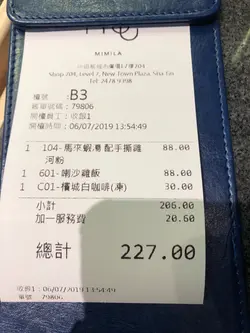 MIMILA
Shop 704, Level 7, New Town Plaza, Sha Tin
Tel 2478 9398
檯號 : B3
帳單號碼 : 79806
開檯員工 : 收銀1
開檯時間 : 06/07/2019 13:54:49
1 104-馬來蝦湯配手撕雞河粉 88.00
1 601-喇沙雞飯 88.00
1 C01-檳城白咖啡(凍) 30.00
小計 206.00
加一服務費 20.60
總計 227.00
收銀1 : 06/07/2019 13:54:49
單號 79806